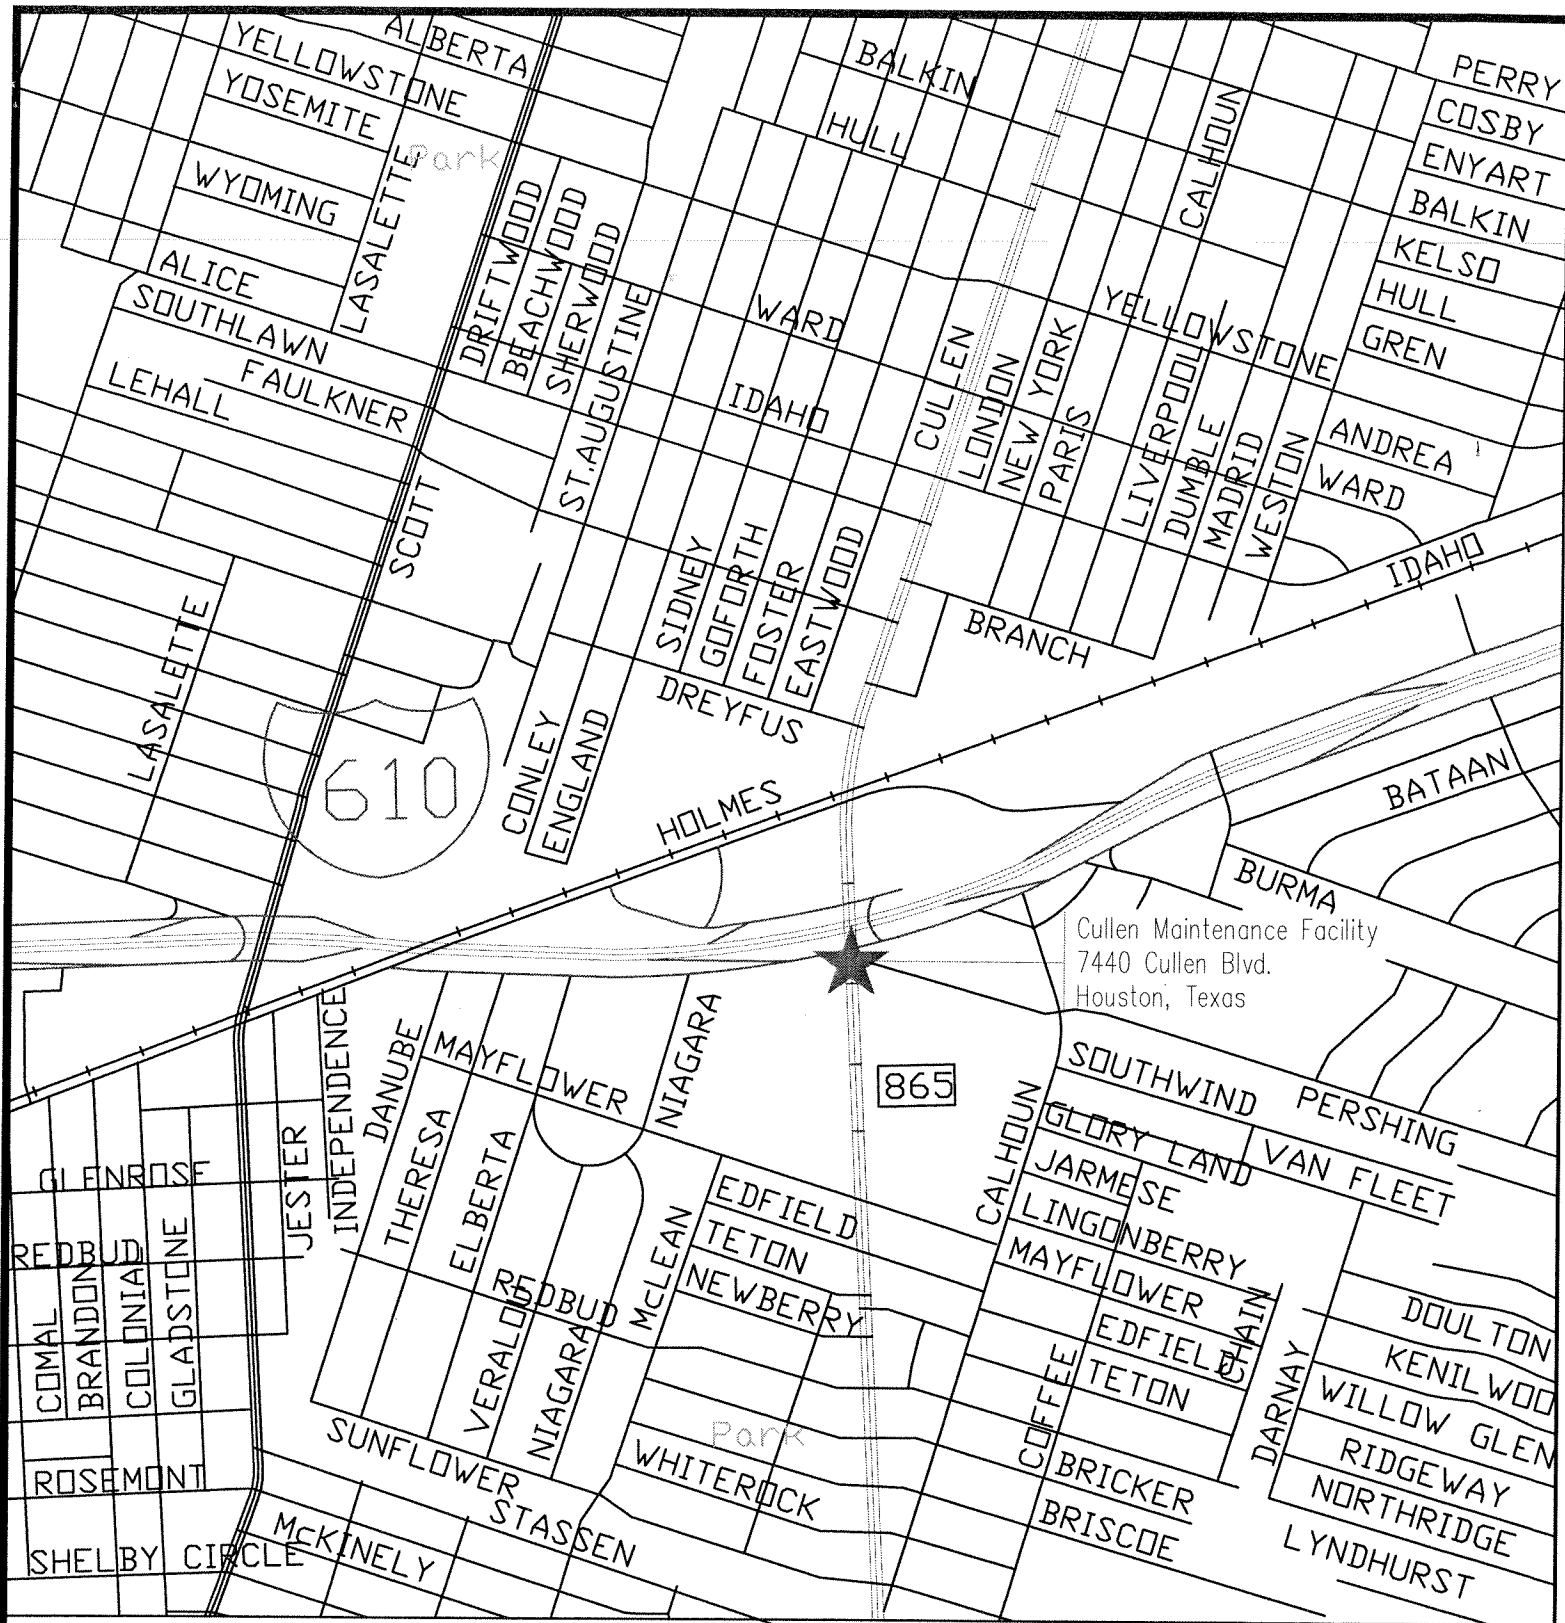 ALBERTA
YELLOWSTONE
YOSEMITE
Park
WYOMING
LASALETTE
ALICE
SOUTHLAWN
FAULKNER
LEHALL
BALKIN
HULL
CALHOUN
PERRY
COSBY
ENYART
BALKIN
KELSO
HULL
GREN
DRIFTWOOD
BEACHWOOD
SHERWOOD
ST.AUGUSTINE
WARD
IDAHO
CULLEN
LONDON
NEW YORK
PARIS
YELLOWSTONE
LIVERPOOL
DUMBLE
MADRID
WESTON
ANDREA
WARD
IDAHO
SCOTT
LASALETTE
SIDNEY
GOFORTH
FOSTER
EASTWOOD
DREYFUS
BRANCH
610
CONLEY
ENGLAND
HOLMES
BATAAN
BURMA
Cullen Maintenance Facility
7440 Cullen Blvd.
Houston, Texas
865
INDEPENDENCE
JESTER
DANUBE
MAYFLOWER
NIAGARA
THERESA
ELBERTA
CALHOUN
SOUTHWIND
PERSHING
GLORY LAND
VAN FLEET
JARMESE
LINGONBERRY
MAYFLOWER
EDFIELD
TETON
CHAIN
GLENROSE
REDBUD
COMAL
BRANDON
COLONIAL
GLADSTONE
ROSEMONT
SHELBY CIRCLE
McKINELY
McLEAN
EDFIELD
TETON
NEWBERRY
REDBUD
VERALDO
NIAGARA
SUNFLOWER
STASSEN
Park
WHITEROCK
COFFEE
BRICKER
BRISCOE
DARNAY
DOULTON
KENILWOO
WILLOW GLEN
RIDGEWAY
NORTHRIDGE
LYNDHURST